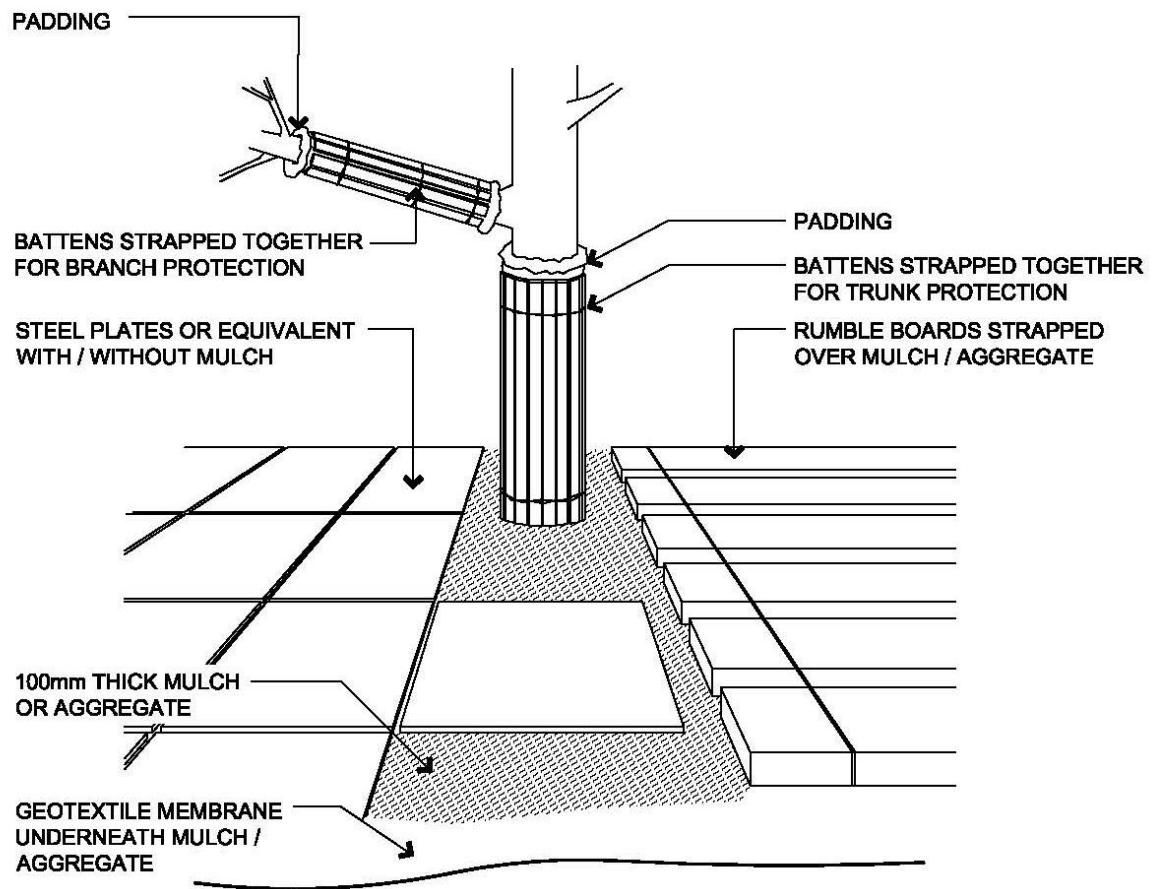 PADDING
BATTENS STRAPPED TOGETHER
FOR BRANCH PROTECTION
STEEL PLATES OR EQUIVALENT
WITH / WITHOUT MULCH
100mm THICK MULCH
OR AGGREGATE
GEOTEXTILE MEMBRANE
UNDERNEATH MULCH /
AGGREGATE
PADDING
BATTENS STRAPPED TOGETHER
FOR TRUNK PROTECTION
RUMBLE BOARDS STRAPPED
OVER MULCH / AGGREGATE